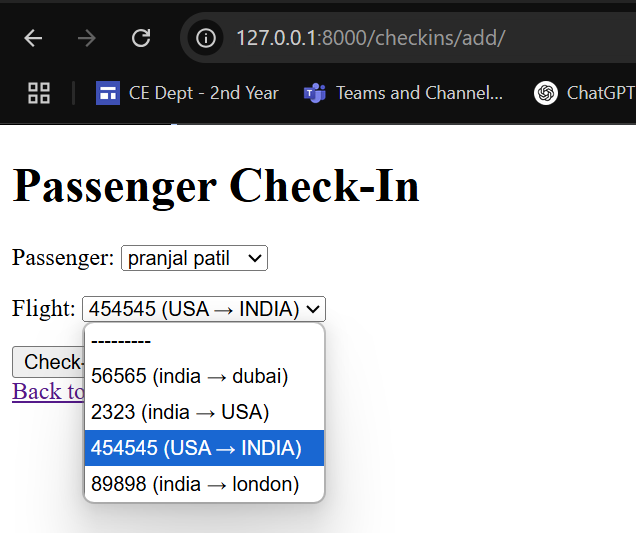 127.0.0.1:8000/checkins/add/
CE Dept - 2nd Year Teams and Channel... ChatGPT
Passenger Check-In
Passenger: pranjal patil
Flight: 454545 (USA → INDIA)
---------
Check-
56565 (india → dubai)
Back to
2323 (india → USA)
454545 (USA → INDIA)
89898 (india → london)